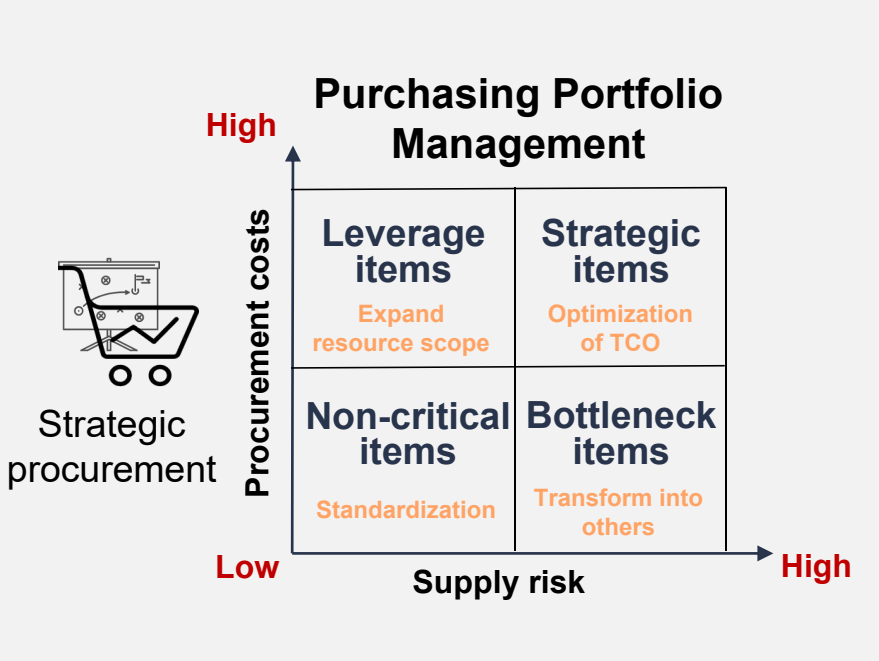 Purchasing Portfolio
Management
High
Procurement costs
Leverage
items
Expand
resource scope
Strategic
items
Optimization
of TCO
Strategic
procurement
Non-critical
items
Standardization
Bottleneck
items
Transform into
others
Low
Supply risk
High